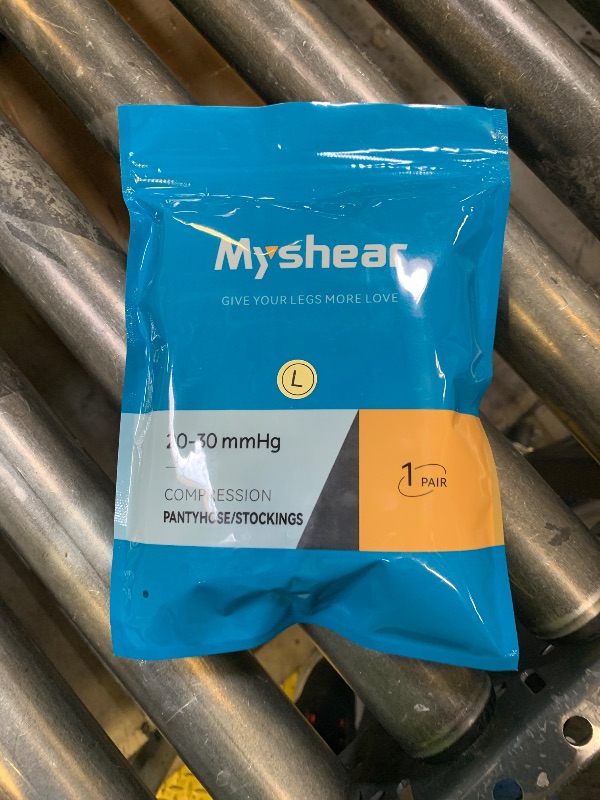 Myshear
GIVE YOUR LEGS MORE LOVE
L
20-30 mmHg
COMPRESSION
PANTYHOSE/STOCKINGS
1 PAIR